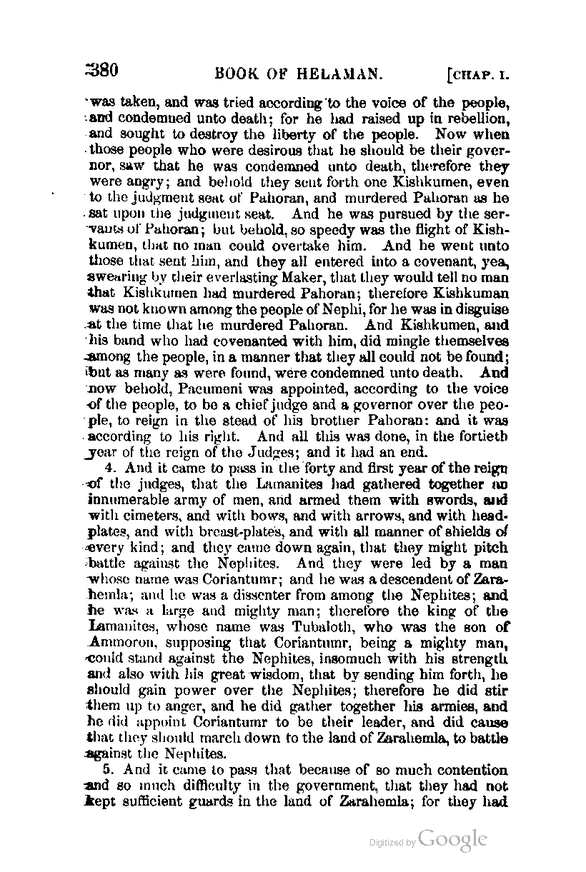 380 BOOK OF HELAMAN. [CHAP. I.
was taken, and was tried according to the voice of the people,
and condemned unto death; for he had raised up in rebellion,
and sought to destroy the liberty of the people. Now when
those people who were desirous that he should be their gover-
nor, saw that he was condemned unto death, therefore they
were angry; and behold they sent forth one Kishkumen, even
to the judgment seat of Pahoran, and murdered Pahoran as he
sat upon the judgment seat. And he was pursued by the ser-
vants of Pahoran; but behold, so speedy was the flight of Kish-
kumen, that no man could overtake him. And he went unto
those that sent him, and they all entered into a covenant, yea,
swearing by their everlasting Maker, that they would tell no man
that Kishkumen had murdered Pahoran; therefore Kishkuman
was not known among the people of Nephi, for he was in disguise
at the time that he murdered Pahoran. And Kishkumen, and
his band who had covenanted with him, did mingle themselves
among the people, in a manner that they all could not be found;
but as many as were found, were condemned unto death. And
now behold, Pacumeni was appointed, according to the voice
of the people, to be a chief judge and a governor over the peo-
ple, to reign in the stead of his brother Pahoran: and it was
according to his right. And all this was done, in the fortieth
year of the reign of the Judges; and it had an end.
4. And it came to pass in the forty and first year of the reign
of the judges, that the Lamanites had gathered together an
innumerable army of men, and armed them with swords, and
with cimeters, and with bows, and with arrows, and with head-
plates, and with breast-plates, and with all manner of shields of
every kind; and they came down again, that they might pitch
battle against the Nephites. And they were led by a man
whose name was Coriantumr; and he was a descendent of Zara-
hemla; and he was a dissenter from among the Nephites; and
he was a large and mighty man; therefore the king of the
Lamanites, whose name was Tubaloth, who was the son of
Ammoron, supposing that Coriantumr, being a mighty man,
could stand against the Nephites, insomuch with his strength
and also with his great wisdom, that by sending him forth, he
should gain power over the Nephites; therefore he did stir
them up to anger, and he did gather together his armies, and
he did appoint Coriantumr to be their leader, and did cause
that they should march down to the land of Zarahemla, to battle
against the Nephites.
5. And it came to pass that because of so much contention
and so much difficulty in the government, that they had not
kept sufficient guards in the land of Zarahemla; for they had
Digitized by Google